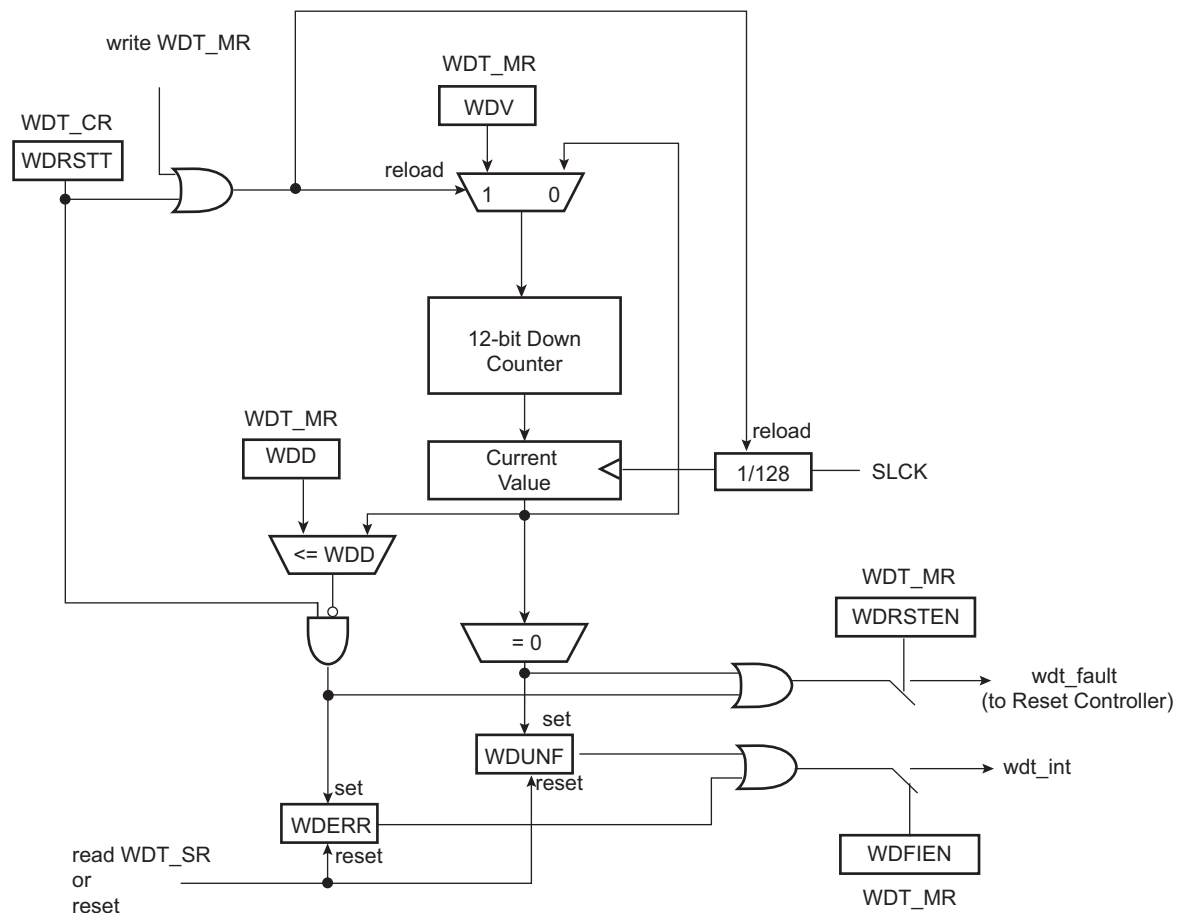 write WDT_MR
WDT_MR
WDV
WDT_CR
WDRSTT
reload
1 0
12-bit Down
Counter
WDT_MR
WDD
reload
Current
Value
1/128
SLCK
<= WDD
WDT_MR
WDRSTEN
= 0
wdt_fault
(to Reset Controller)
set
WDUNF
reset
wdt_int
set
WDERR
reset
WDFIEN
WDT_MR
read WDT_SR
or
reset